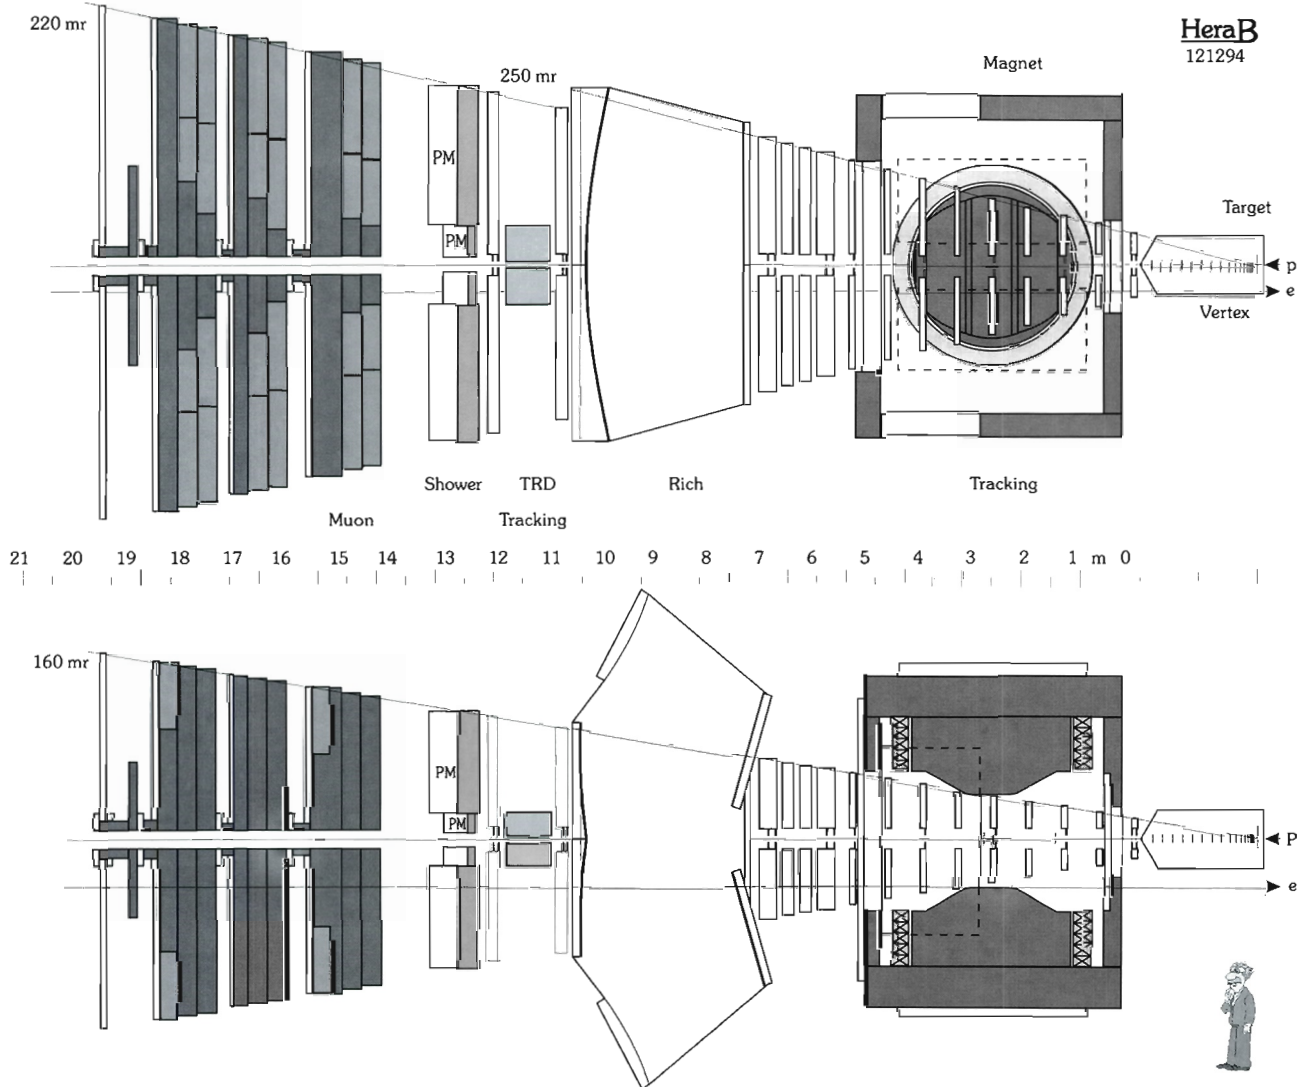 HeraB
121294
220 mr
250 mr
Magnet
PM
PM
Target
p
e
Vertex
Shower TRD Rich Tracking
Muon Tracking
21 20 19 18 17 16 15 14 13 12 11 10 9 8 7 6 5 4 3 2 1 m 0
160 mr
PM
PM
P
e